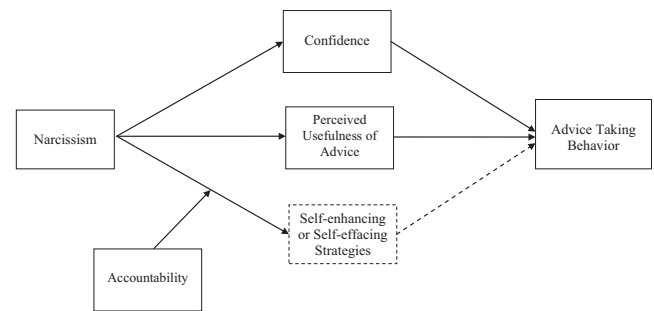 Confidence
Narcissism
Perceived
Usefulness of
Advice
Advice Taking
Behavior
Self-enhancing
or Self-effacing
Strategies
Accountability